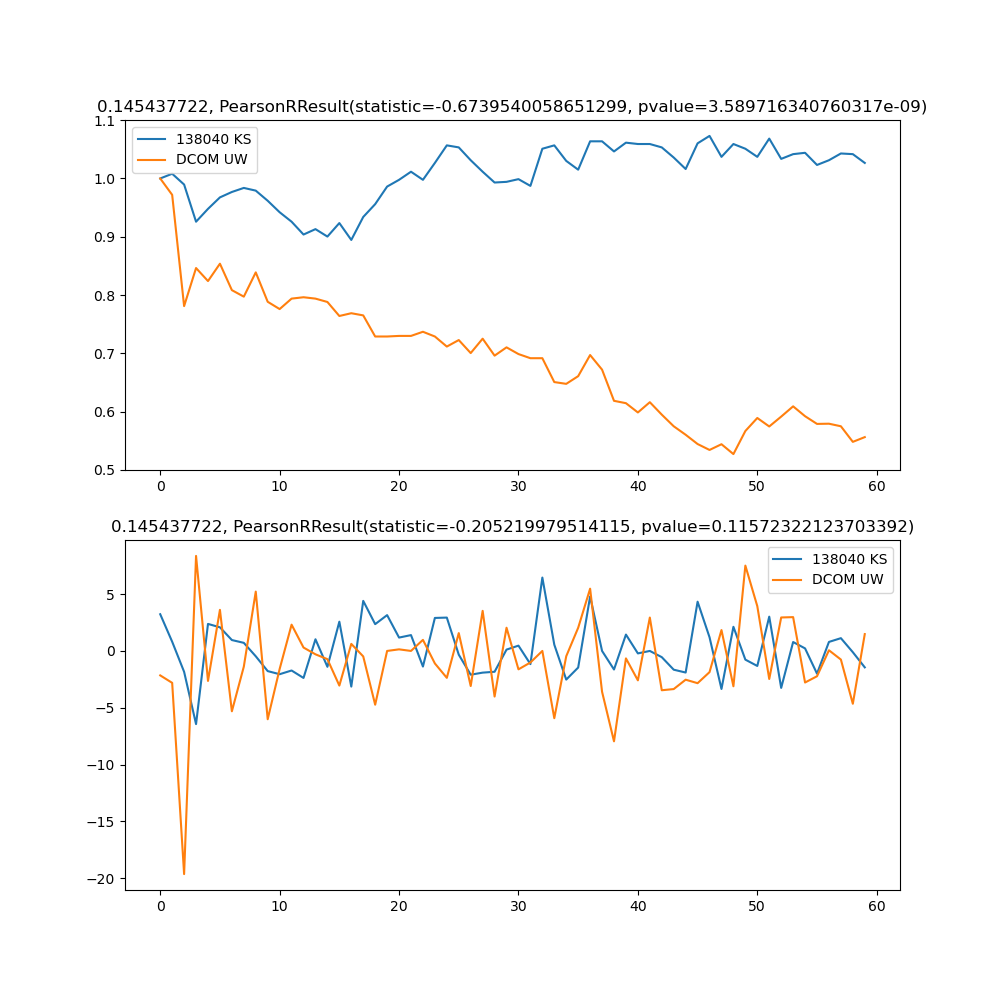 0.145437722, PearsonRResult(statistic=-0.6739540058651299, pvalue=3.589716340760317e-09)
1.1
138040 KS
DCOM UW
1.0
0.9
0.8
0.7
0.6
0.5
0 10 20 30 40 50 60
0.145437722, PearsonRResult(statistic=-0.205219979514115, pvalue=0.11572322123703392)
138040 KS
DCOM UW
5
0
−5
−10
−15
−20
0 10 20 30 40 50 60